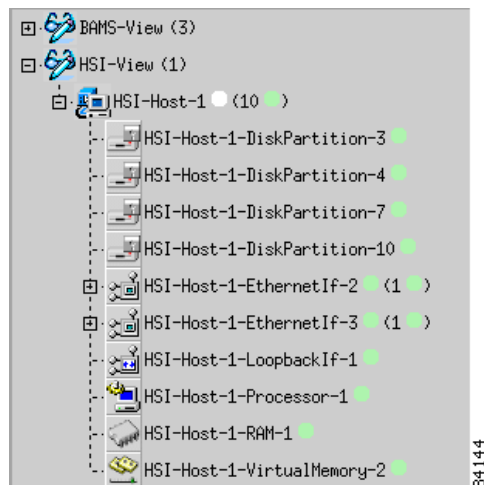 BAMS-View (3)
HSI-View (1)
HSI-Host-1 (10 )
HSI-Host-1-DiskPartition-3
HSI-Host-1-DiskPartition-4
HSI-Host-1-DiskPartition-7
HSI-Host-1-DiskPartition-10
HSI-Host-1-EthernetIf-2 (1 )
HSI-Host-1-EthernetIf-3 (1 )
HSI-Host-1-LoopbackIf-1
HSI-Host-1-Processor-1
HSI-Host-1-RAM-1
HSI-Host-1-VirtualMemory-2
84144